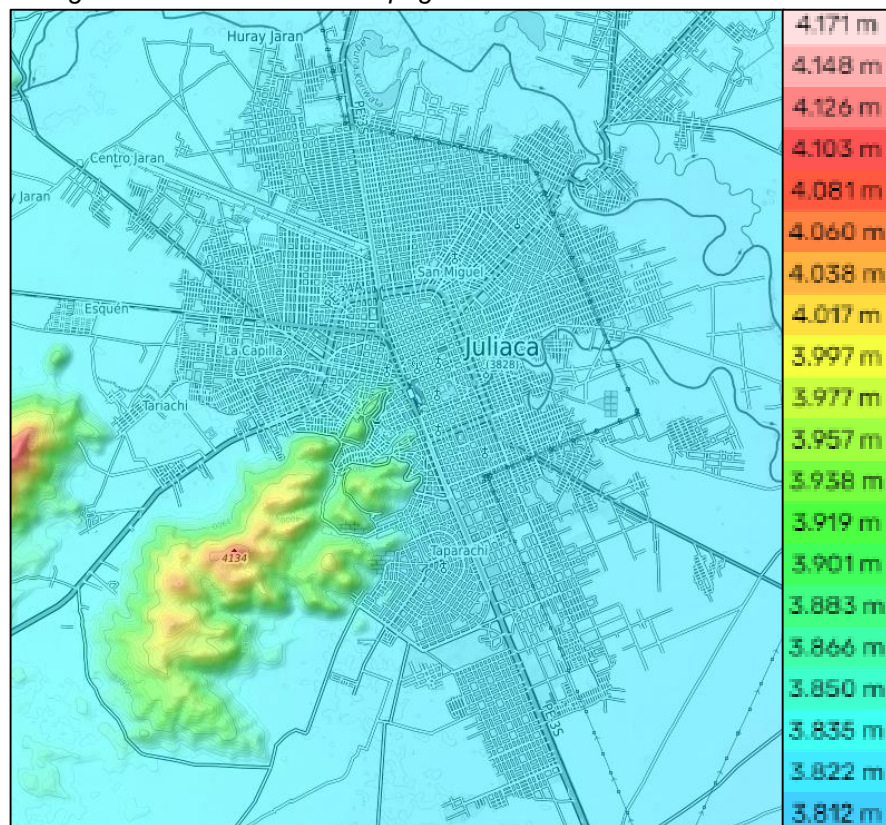 4.171 m
Huray Jaran
4.148 m
4.126 m
4.103 m
Centro Jaran
4.081 m
Jaran
4.060 m
San Miguel
4.038 m
Esquen
4.017 m
Juliaca
La Capilla
(3828)
3.997 m
3.977 m
Tariachi
3.957 m
3.938 m
3.919 m
Taparachi
4134
3.901 m
3.883 m
3.866 m
3.850 m
PE-3S
3.835 m
3.822 m
3.812 m